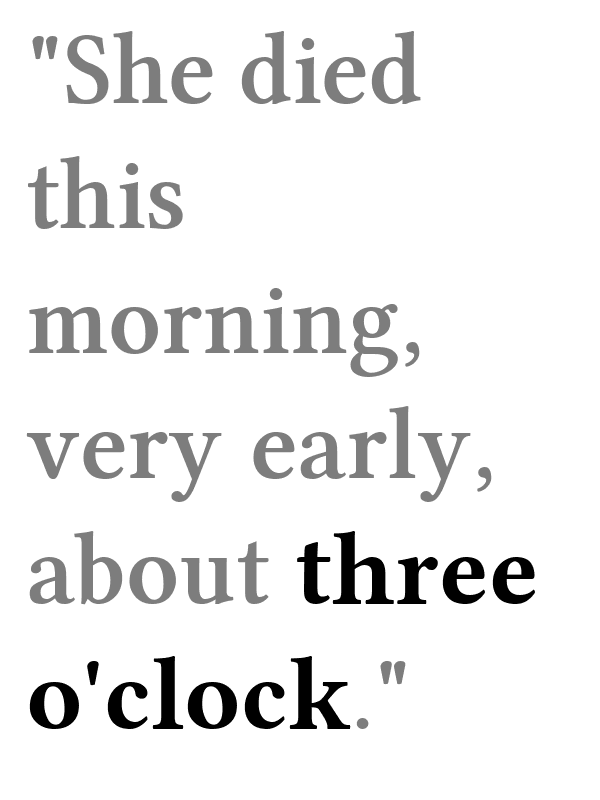 "She died
this
morning,
very early,
about three
o'clock."